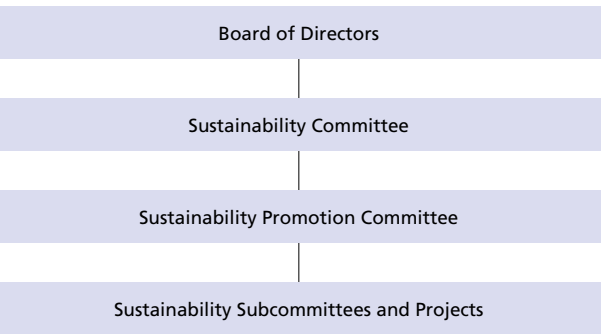 Board of Directors
Sustainability Committee
Sustainability Promotion Committee
Sustainability Subcommittees and Projects